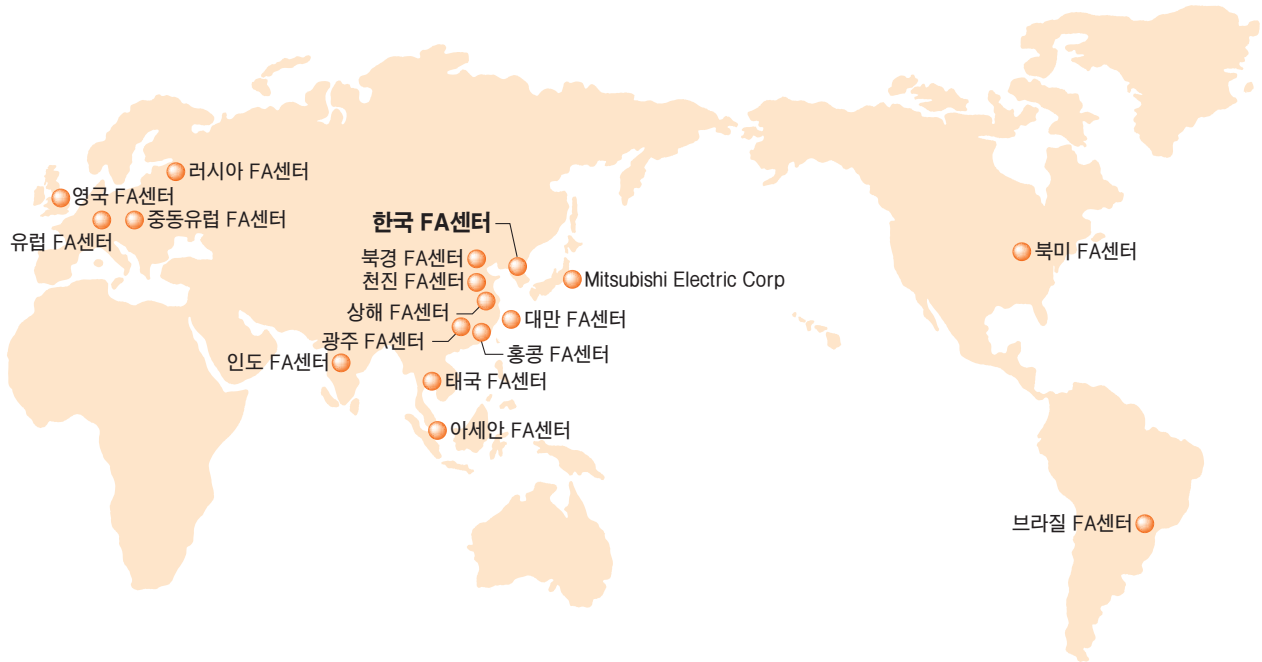 러시아 FA센터
영국 FA센터
중동유럽 FA센터
유럽 FA센터
한국 FA센터
북경 FA센터
천진 FA센터
Mitsubishi Electric Corp
상해 FA센터
대만 FA센터
광주 FA센터
홍콩 FA센터
인도 FA센터
태국 FA센터
아세안 FA센터
북미 FA센터
브라질 FA센터